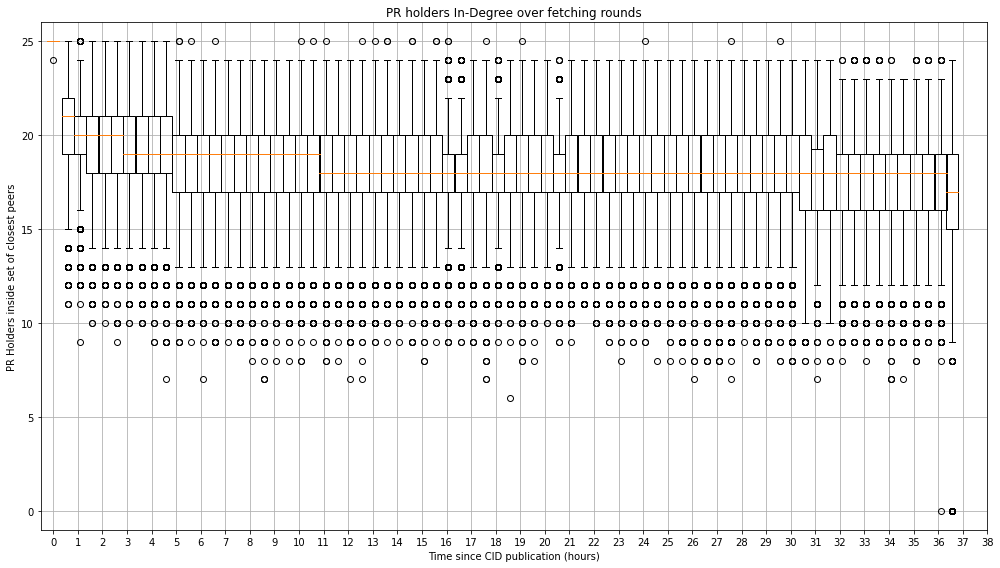 PR holders In-Degree over fetching rounds
PR Holders inside set of closest peers
25
20
15
10
5
0
0 1 2 3 4 5 6 7 8 9 10 11 12 13 14 15 16 17 18 19 20 21 22 23 24 25 26 27 28 29 30 31 32 33 34 35 36 37 38
Time since CID publication (hours)